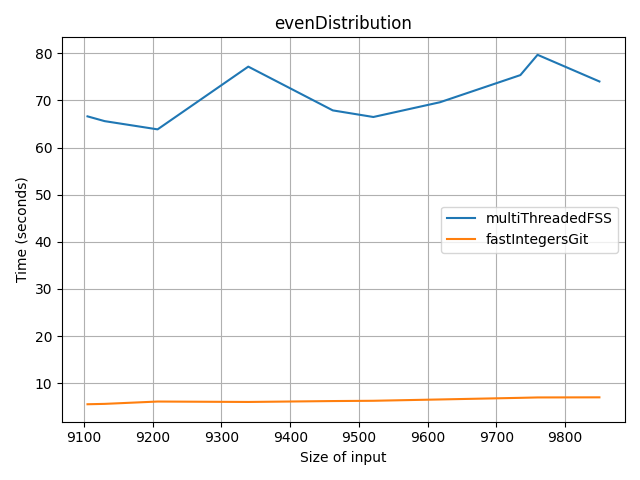 evenDistribution
Time (seconds)
80
70
60
50
40
30
20
10
multiThreadedFSS
fastIntegersGit
9100 9200 9300 9400 9500 9600 9700 9800
Size of input